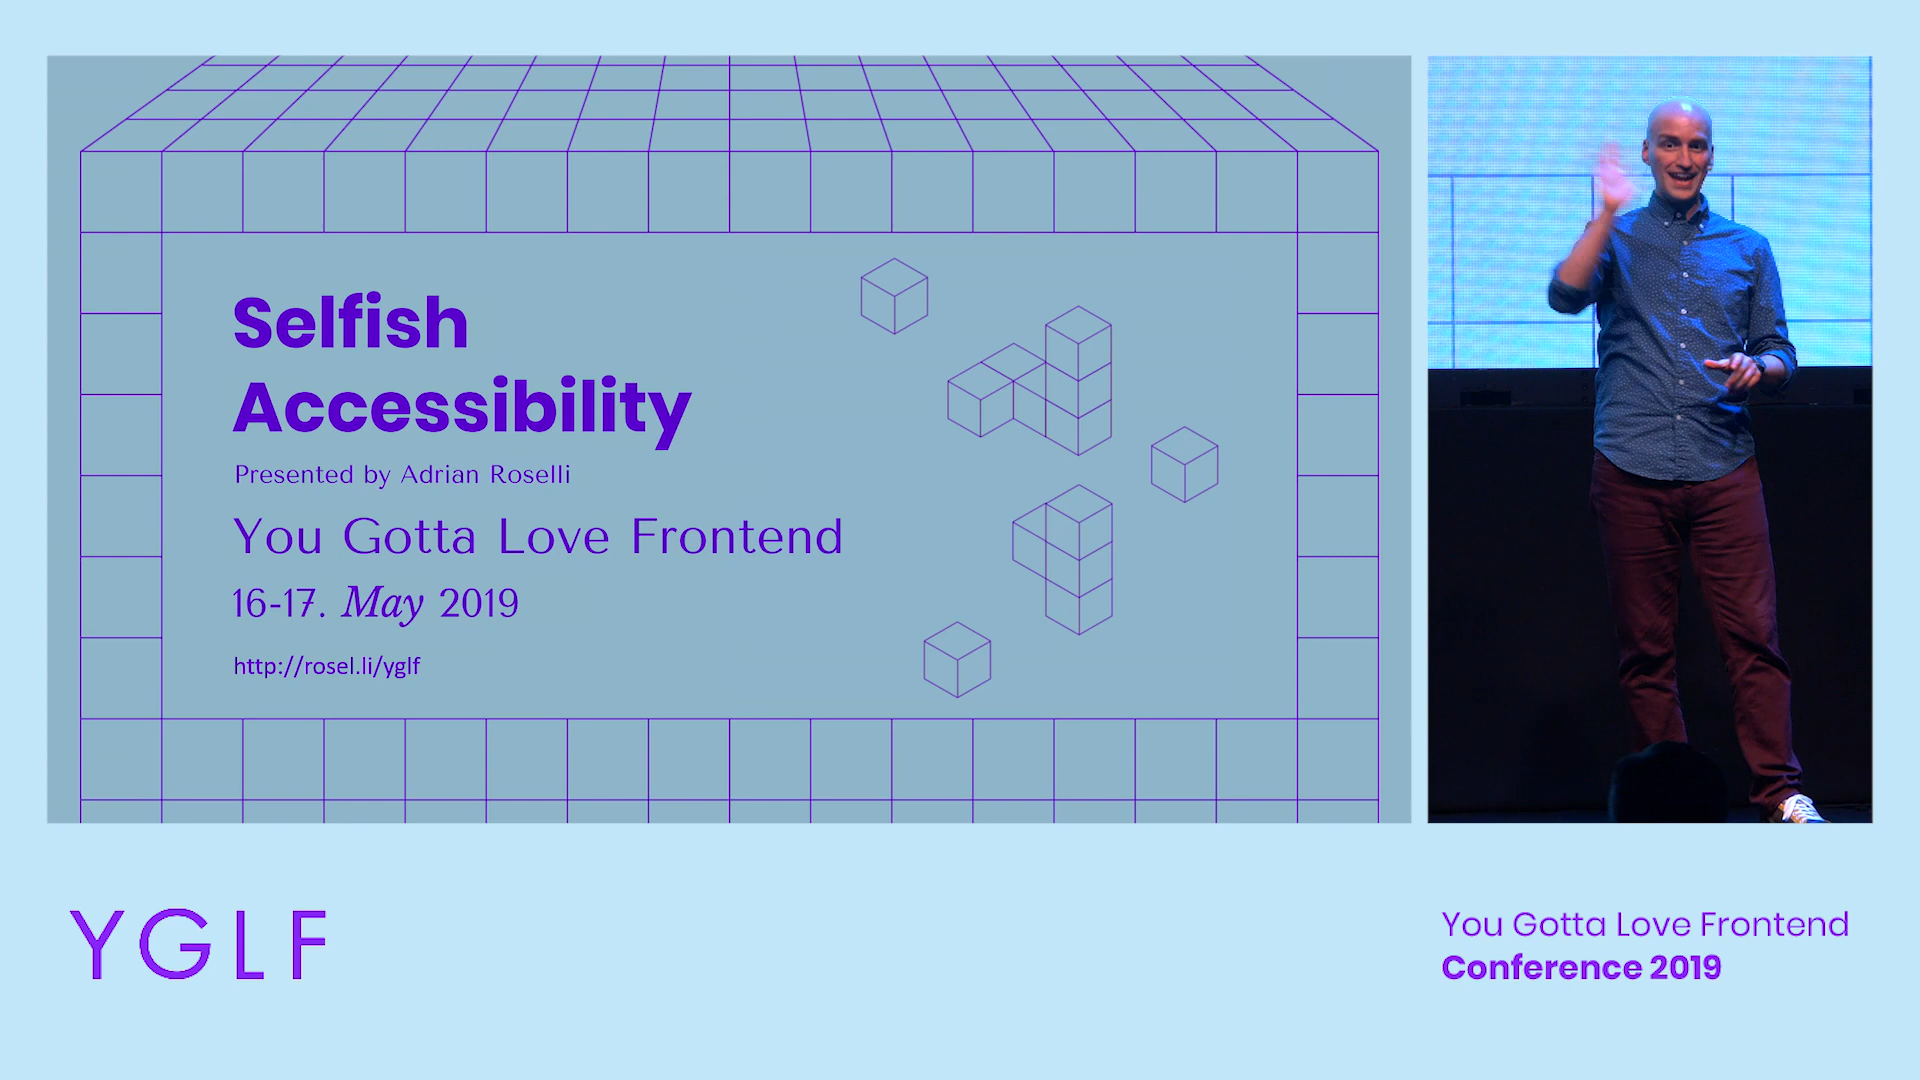 Selfish
Accessibility
Presented by Adrian Roselli
You Gotta Love Frontend
16-17. May 2019
http://rosel.li/yglf
YGLF
You Gotta Love Frontend
Conference 2019